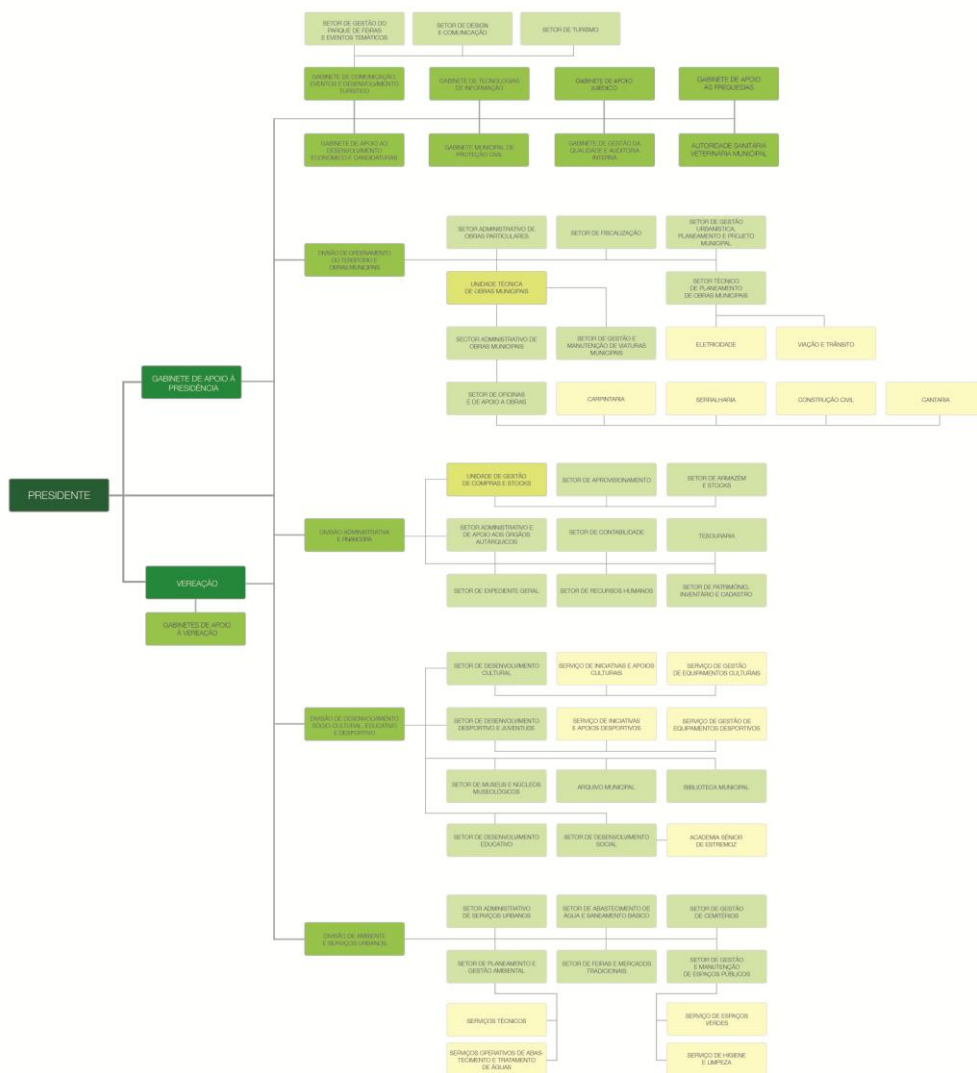 SETOR DE GESTÃO DO
PARQUE DE FEIRAS
E EVENTOS TEMÁTICOS
SETOR DE DESIGN
E COMUNICAÇÃO
SETOR DE TURISMO
GABINETE DE COMUNICAÇÃO,
EVENTOS E DESENVOLVIMENTO
TURÍSTICO
GABINETE DE TECNOLOGIAS
DE INFORMAÇÃO
GABINETE DE APOIO
JURÍDICO
GABINETE DE APOIO
ÀS FREGUESIAS
GABINETE DE APOIO AO
DESENVOLVIMENTO
ECONÓMICO E CANDIDATURAS
GABINETE MUNICIPAL DE
PROTEÇÃO CIVIL
GABINETE DE GESTÃO DA
QUALIDADE E AUDITORIA
INTERNA
AUTORIDADE SANITÁRIA
VETERINÁRIA MUNICIPAL
SETOR ADMINISTRATIVO DE
OBRAS PARTICULARES
SETOR DE FISCALIZAÇÃO
SETOR DE GESTÃO
URBANÍSTICA,
PLANEAMENTO E PROJETO
MUNICIPAL
DIVISÃO DE ORDENAMENTO
DO TERRITÓRIO E
OBRAS MUNICIPAIS
UNIDADE TÉCNICA
DE OBRAS MUNICIPAIS
SETOR TÉCNICO
DE PLANEAMENTO
DE OBRAS MUNICIPAIS
SECTOR ADMINISTRATIVO DE
OBRAS MUNICIPAIS
SETOR DE GESTÃO E
MANUTENÇÃO DE VIATURAS
MUNICIPAIS
ELETRICIDADE
VIAÇÃO E TRÂNSITO
GABINETE DE APOIO À
PRESIDÊNCIA
SETOR DE OFICINAS
E DE APOIO A OBRAS
CARPINTARIA
SERRALHARIA
CONSTRUÇÃO CIVIL
CANTARIA
PRESIDENTE
UNIDADE DE GESTÃO
DE COMPRAS E STOCKS
SETOR DE APROVISIONAMENTO
SETOR DE ARMAZÉM
E STOCKS
DIVISÃO ADMINISTRATIVA
E FINANCEIRA
SETOR ADMINISTRATIVO E
DE APOIO AOS ÓRGÃOS
AUTÁRQUICOS
SETOR DE CONTABILIDADE
TESOURARIA
VEREAÇÃO
SETOR DE EXPEDIENTE GERAL
SETOR DE RECURSOS HUMANOS
SETOR DE PATRIMÓNIO,
INVENTÁRIO E CADASTRO
GABINETES DE APOIO
À VEREAÇÃO
SETOR DE DESENVOLVIMENTO
CULTURAL
SERVIÇO DE INICIATIVAS E APOIOS
CULTURAIS
SERVIÇO DE GESTÃO
DE EQUIPAMENTOS CULTURAIS
DIVISÃO DE DESENVOLVIMENTO
SÓCIO-CULTURAL, EDUCATIVO
E DESPORTIVO
SETOR DE DESENVOLVIMENTO
DESPORTIVO E JUVENTUDE
SERVIÇO DE INICIATIVAS
E APOIOS DESPORTIVOS
SERVIÇO DE GESTÃO DE
EQUIPAMENTOS DESPORTIVOS
SETOR DE MUSEUS E NÚCLEOS
MUSEOLÓGICOS
ARQUIVO MUNICIPAL
BIBLIOTECA MUNICIPAL
SETOR DE DESENVOLVIMENTO
EDUCATIVO
SETOR DE DESENVOLVIMENTO
SOCIAL
ACADEMIA SÉNIOR
DE ESTREMOZ
SETOR ADMINISTRATIVO
DE SERVIÇOS URBANOS
SETOR DE ABASTECIMENTO DE
ÁGUA E SANEAMENTO BÁSICO
SETOR DE GESTÃO
DE CEMITÉRIOS
DIVISÃO DE AMBIENTE
E SERVIÇOS URBANOS
SETOR DE PLANEAMENTO E
GESTÃO AMBIENTAL
SETOR DE FEIRAS E MERCADOS
TRADICIONAIS
SETOR DE GESTÃO
E MANUTENÇÃO
DE ESPAÇOS PÚBLICOS
SERVIÇOS TÉCNICOS
SERVIÇO DE ESPAÇOS
VERDES
SERVIÇOS OPERATIVOS DE ABAS-
TECIMENTO E TRATAMENTO
DE ÁGUAS
SERVIÇO DE HIGIENE
E LIMPEZA